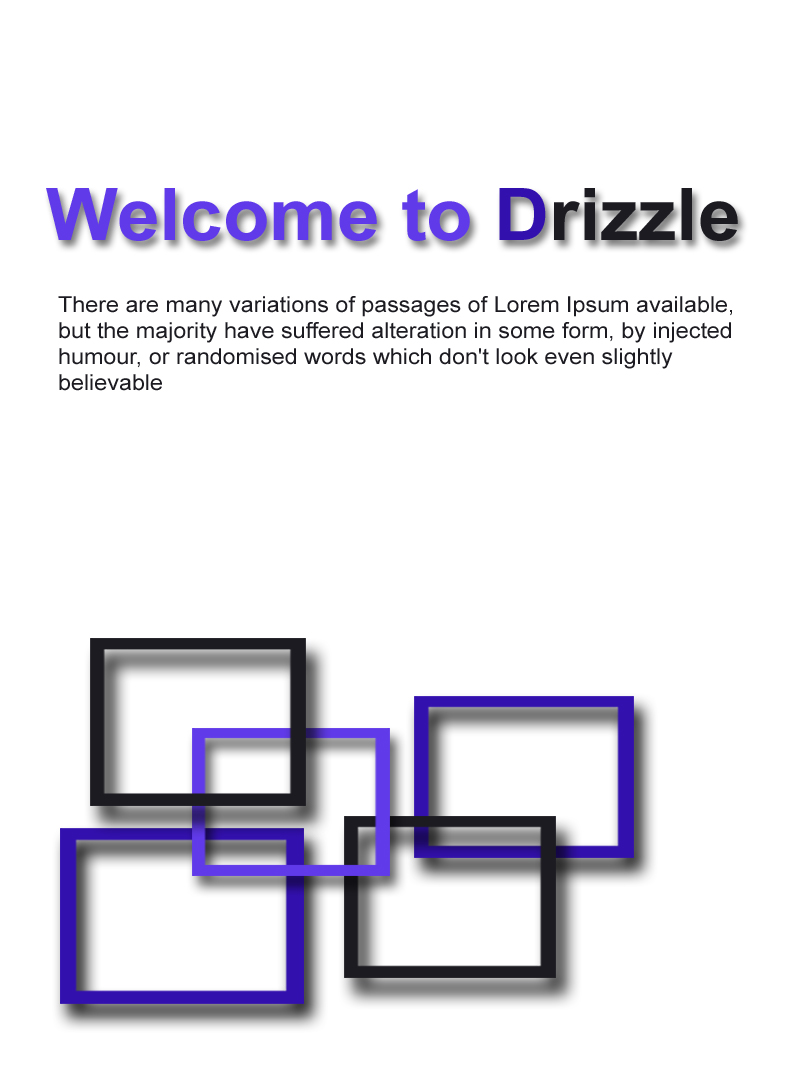 Welcome to Drizzle
There are many variations of passages of Lorem Ipsum available,
but the majority have suffered alteration in some form, by injected
humour, or randomised words which don't look even slightly
believable